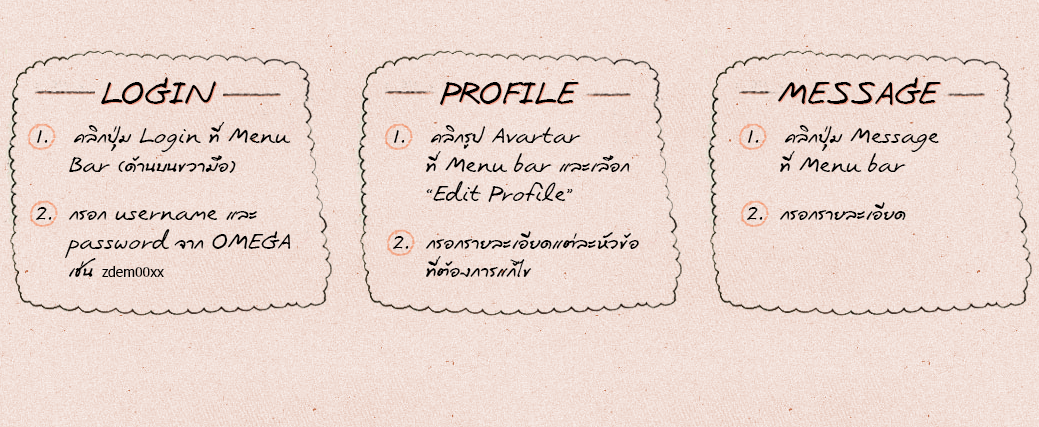 LOGIN
1. คลิกปุ่ม Login ที่ Menu
Bar (ด้านบนขวามือ)
2. กรอก username และ
password จาก OMEGA
เช่น zdem00xx
PROFILE
1. คลิกรูป Avartar
ที่ Menu bar และเลือก
“Edit Profile”
2. กรอกรายละเอียดแต่ละหัวข้อ
ที่ต้องการแก้ไข
MESSAGE
1. คลิกปุ่ม Message
ที่ Menu bar
2. กรอกรายละเอียด